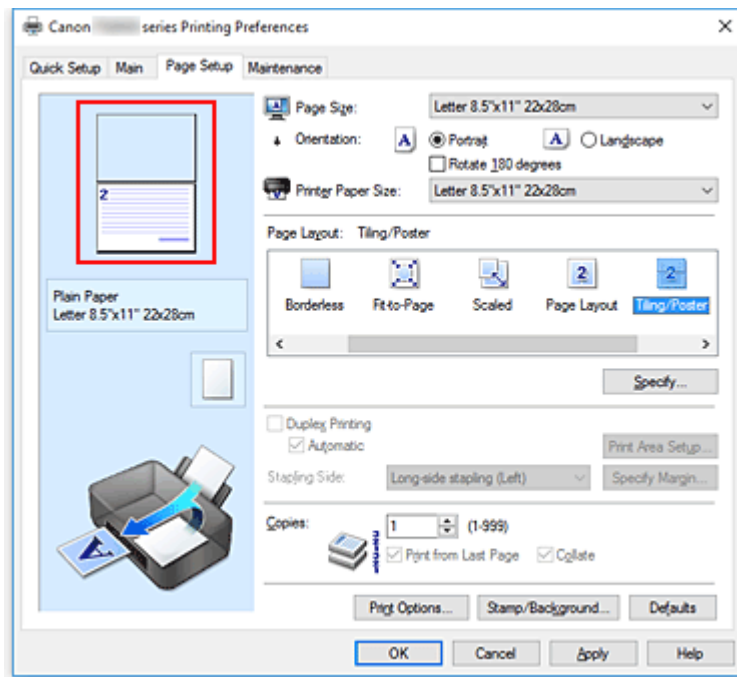 Canon series Printing Preferences
Quick Setup Main Page Setup Maintenance
2
Plain Paper
Letter 8.5"x11" 22x28cm
A
Page Size: Letter 8.5"x11" 22x28cm
Orientation: A Portrait A Landscape
Rotate 180 degrees
Printer Paper Size: Letter 8.5"x11" 22x28cm
Page Layout: Tiling/Poster
2 2
Borderless Fit-to-Page Scaled Page Layout Tiling/Poster
Specify...
Duplex Printing
Automatic Print Area Setup...
Stapling Side: Long-side stapling (Left) Specify Margin...
Copies: 1 (1-999)
Print from Last Page Collate
Print Options... Stamp/Background... Defaults
OK Cancel Apply Help